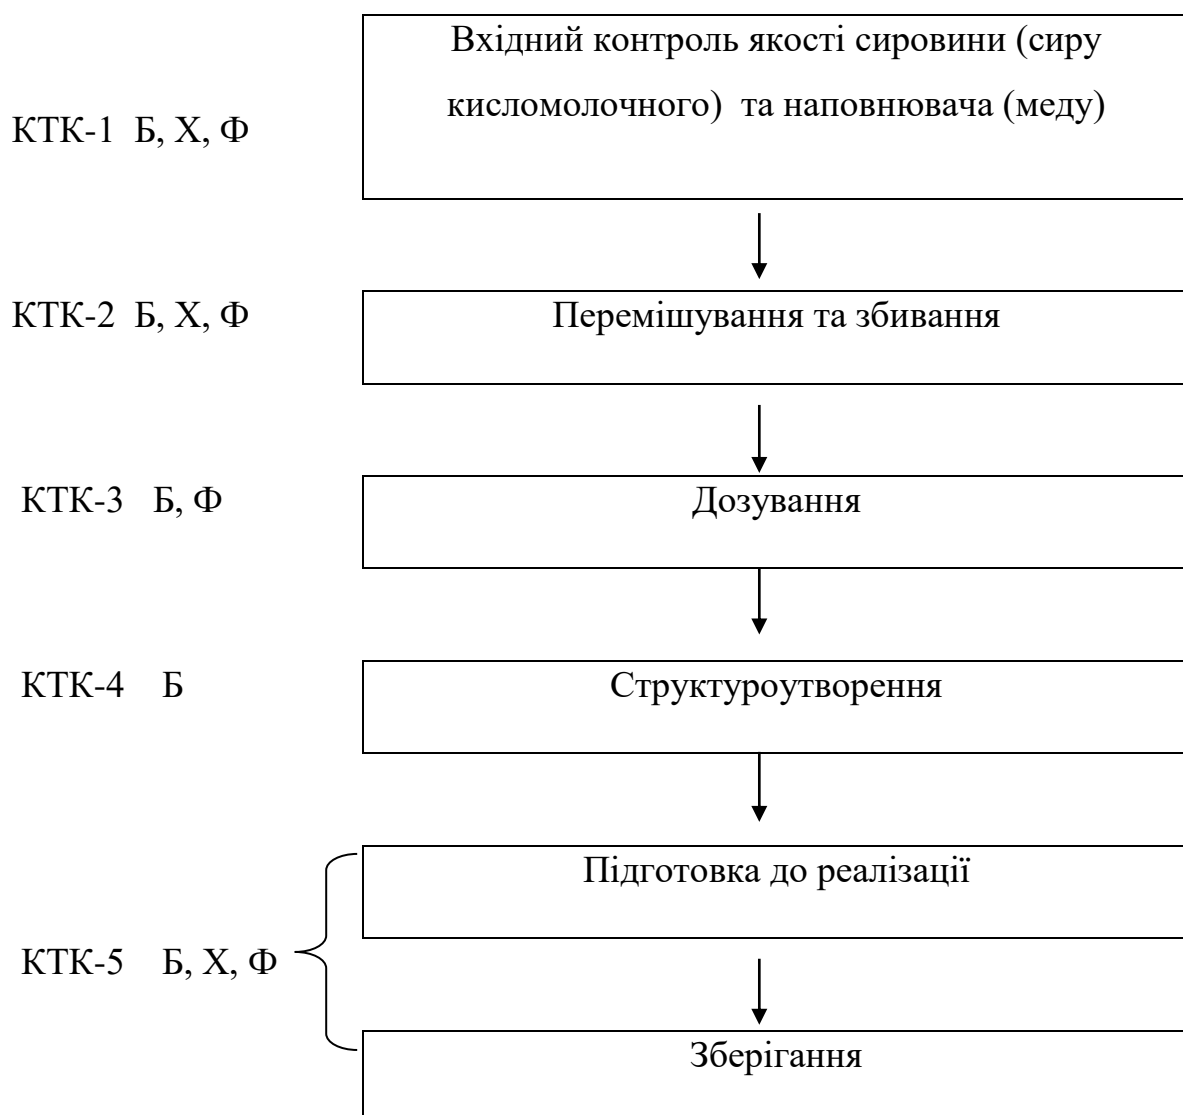 Вхідний контроль якості сировини (сиру
кисломолочного) та наповнювача (меду)
КТК-1 Б, Х, Ф
КТК-2 Б, Х, Ф
Перемішування та збивання
КТК-3 Б, Ф
Дозування
КТК-4 Б
Структуроутворення
Підготовка до реалізації
КТК-5 Б, Х, Ф
Зберігання